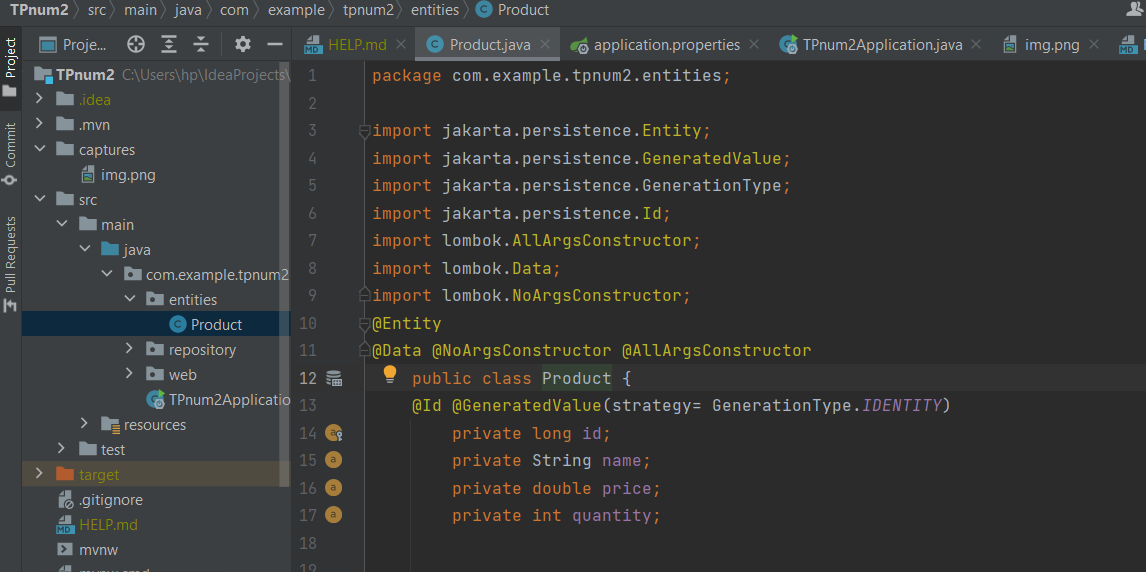 TPnum2 src main java com example tpnum2 entities Product
Project
Commit
Pull Requests
Proje...
HELP.md
Product.java
application.properties
TPnum2Application.java
img.png
TPnum2 C:\Users\hp\IdeaProjects\
.idea
.mvn
captures
img.png
src
main
java
com.example.tpnum2
entities
Product
repository
web
TPnum2Applicatio
resources
test
target
.gitignore
HELP.md
mvnw
mvnw.cmd
1 package com.example.tpnum2.entities;
2
3 import jakarta.persistence.Entity;
4 import jakarta.persistence.GeneratedValue;
5 import jakarta.persistence.GenerationType;
6 import jakarta.persistence.Id;
7 import lombok.AllArgsConstructor;
8 import lombok.Data;
9 import lombok.NoArgsConstructor;
10 @Entity
11 @Data @NoArgsConstructor @AllArgsConstructor
12 public class Product {
13 @Id @GeneratedValue(strategy= GenerationType.IDENTITY)
14 private long id;
15 private String name;
16 private double price;
17 private int quantity;
18